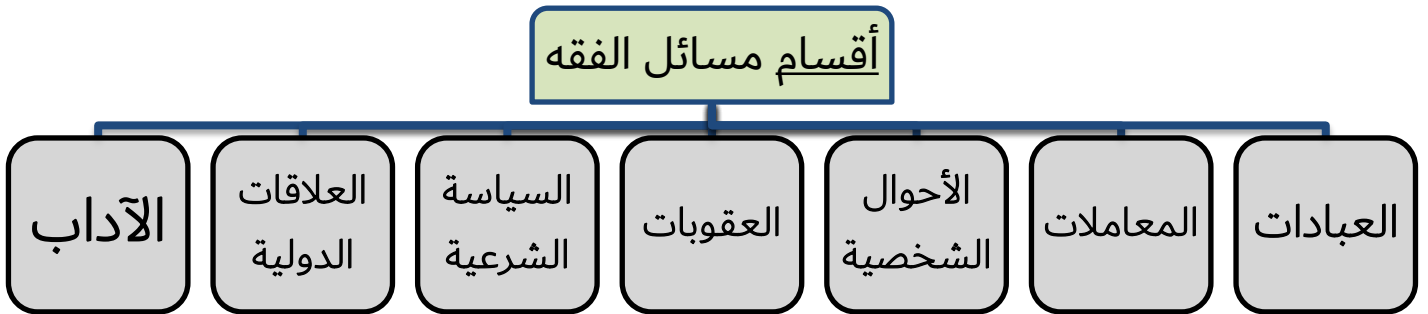 أقسام مسائل الفقه
العبادات
المعاملات
الأحوال
الشخصية
العقوبات
السياسة
الشرعية
العلاقات
الدولية
الآداب